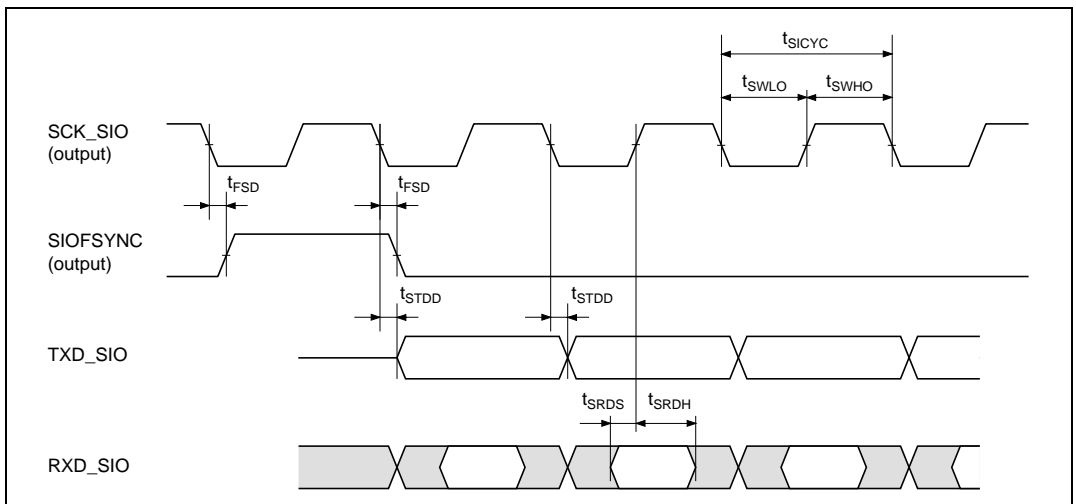 tSICYC
tSWLO tSWHO
SCK_SIO
(output)
tFSD tFSD
SIOFSYNC
(output)
tSTDD tSTDD
TXD_SIO
tSRDS tSRDH
RXD_SIO